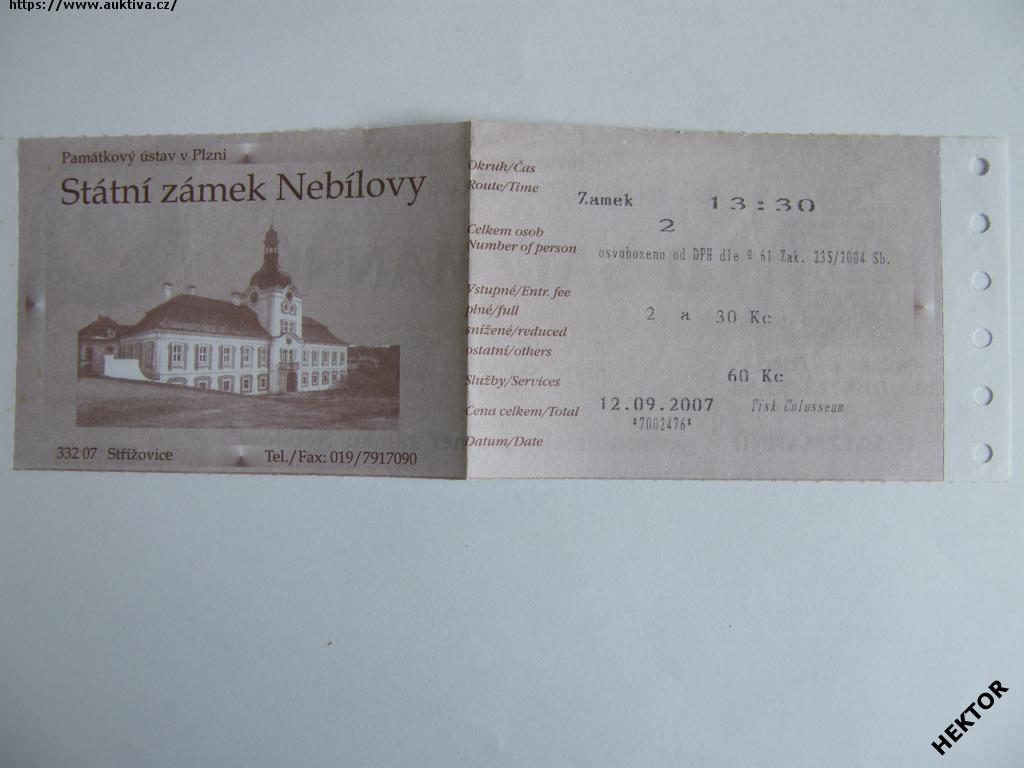 https://www.auktiva.cz/
Památkový ústav v Plzni
Státní zámek Nebílovy
332 07 Střížovice
Tel./Fax: 019/7917090
Okruh/Čas
Route/Time
Zamek 13:30
Celkem osob
Number of person
2
osvobozeno od DPH dle º 61 Zak. 235/2004 Sb.
Vstupné/Entr. fee
plné/full
2 a 30 Kc
snížené/reduced
ostatní/others
Služby/Services
60 Kc
Cena celkem/Total
12.09.2007 Tisk Colosseum
*7002476*
Datum/Date
HEKTOR